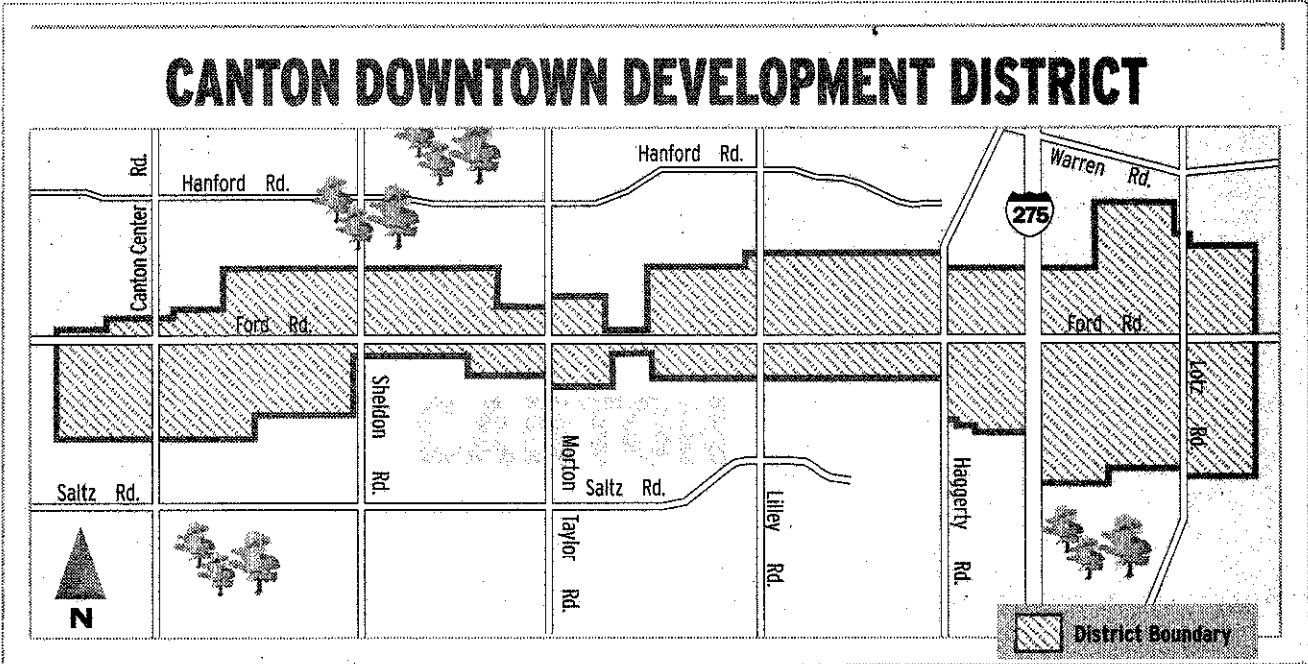 CANTON DOWNTOWN DEVELOPMENT DISTRICT
Canton Center Rd.
Hanford Rd.
Hanford Rd.
Warren Rd.
275
Ford Rd.
Ford Rd.
Sheldon Rd.
Morton Taylor Rd.
Lilley Rd.
Haggerty Rd.
Lotz Rd.
CANTON
Saltz Rd.
Saltz Rd.
N
District Boundary